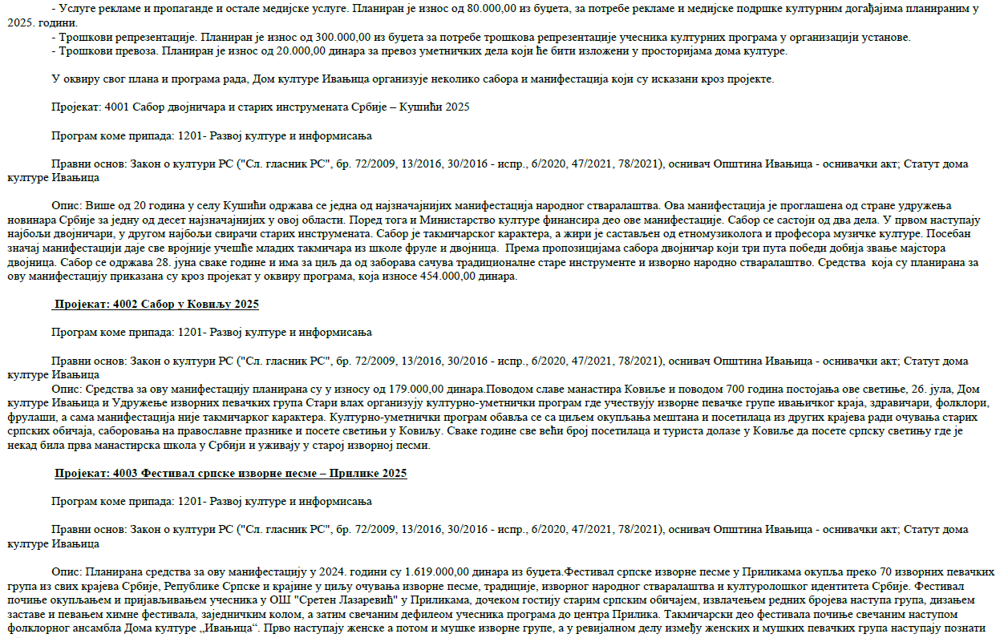 - Услуге рекламе и пропаганде и остале медијске услуге. Планиран је износ од 80.000,00 из буџета, за потребе рекламе и медијске подршке културним догађајима планираним у
2025. години.
- Трошкови репрезентације. Планиран је износ од 300.000,00 из буџета за потребе трошкова репрезентације учесника културних програма у организацији установе.
- Трошкови превоза. Планиран је износ од 20.000,00 динара за превоз уметничких дела који ће бити изложени у просторијама дома културе.
У оквиру свог плана и програма рада, Дом културе Ивањица организује неколико сабора и манифестација који су исказани кроз пројекте.
Пројекат: 4001 Сабор двојничара и старих инструмената Србије – Кушићи 2025
Програм коме припада: 1201- Развој културе и информисања
Правни основ: Закон о култури РС ("Сл. гласник РС", бр. 72/2009, 13/2016, 30/2016 - испр., 6/2020, 47/2021, 78/2021), оснивач Општина Ивањица - оснивачки акт; Статут дома
културе Ивањица
Опис: Више од 20 година у селу Кушићи одржава се једна од најзначајнијих манифестација народног стваралаштва. Ова манифестација је проглашена од стране удружења
новинара Србије за једну од десет најзначајнијих у овој области. Поред тога и Министарство културе финансира део ове манифестације. Сабор се састоји од два дела. У првом наступају
најбољи двојничари, у другом најбољи свирачи старих инструмената. Сабор је такмичарског карактера, а жири је састављен од етномузиколога и професора музичке културе. Посебан
значај манифестацији даје све вројније учешће младих такмичара из школе фруле и двојница. Према пропозицијама сабора двојничар који три пута победи добија звање мајстора
двојница. Сабор се одржава 28. јуна сваке године и има за циљ да од заборава сачува традиционалне старе инструменте и изворно народно стваралаштво. Средства која су планирана за
ову манифестацију приказана су кроз пројекат у оквиру програма, која износе 454.000,00 динара.
Пројекат: 4002 Сабор у Ковиљу 2025
Програм коме припада: 1201- Развој културе и информисања
Правни основ: Закон о култури РС ("Сл. гласник РС", бр. 72/2009, 13/2016, 30/2016 - испр., 6/2020, 47/2021, 78/2021), оснивач Општина Ивањица - оснивачки акт; Статут дома
културе Ивањица
Опис: Средства за ову манифестацију планирана су у износу од 179.000,00 динара.Поводом славе манастира Ковиље и поводом 700 година постојања ове светиње, 26. јула, Дом
културе Ивањица и Удружење изворних певачких група Стари влах организују културно-уметнички програм где учествују изворне певачке групе ивањичког краја, здравичари, фолклори,
фрулаши, а сама манифестација није такмичарког карактера. Културно-уметнички програм обавља се са циљем окупљања мештана и посетилаца из других крајева ради очувања старих
српских обичаја, саборовања на православне празнике и посете светињи у Ковиљу. Сваке године све већи број посетилаца и туриста долазе у Ковиље да посете српску светињу где је
некад била прва манастирска школа у Србији и уживају у старој изворној песми.
Пројекат: 4003 Фестивал српске изворне песме – Прилике 2025
Програм коме припада: 1201- Развој културе и информисања
Правни основ: Закон о култури РС ("Сл. гласник РС", бр. 72/2009, 13/2016, 30/2016 - испр., 6/2020, 47/2021, 78/2021), оснивач Општина Ивањица - оснивачки акт; Статут дома
културе Ивањица
Опис: Планирана средства за ову манифестацију у 2024. години су 1.619.000,00 динара из буџета.Фестивал српске изворне песме у Приликама окупља преко 70 изворних певачких
група из свих крајева Србије, Републике Српске и крајине у циљу очувања изворне песме, традиције, изворног народног стваралаштва и културолошког идентитета Србије. Фестивал
почиње окупљањем и пријављивањем учесника у ОШ "Сретен Лазаревић" у Приликама, дочеком гостију старим српским обичајем, извлачењем редних бројева наступа група, дизањем
заставе и певањем химне фестивала, заједничким колом, а затим свечаним дефилеом учесника програма до центра Прилика. Такмичарски део фестивала почиње свечаним наступом
фолклорног ансамбла Дома културе „Ивањица“. Прво наступају женске а потом и мушке изворне групе, а у ревијалном делу између женских и мушких певачких група наступају познати